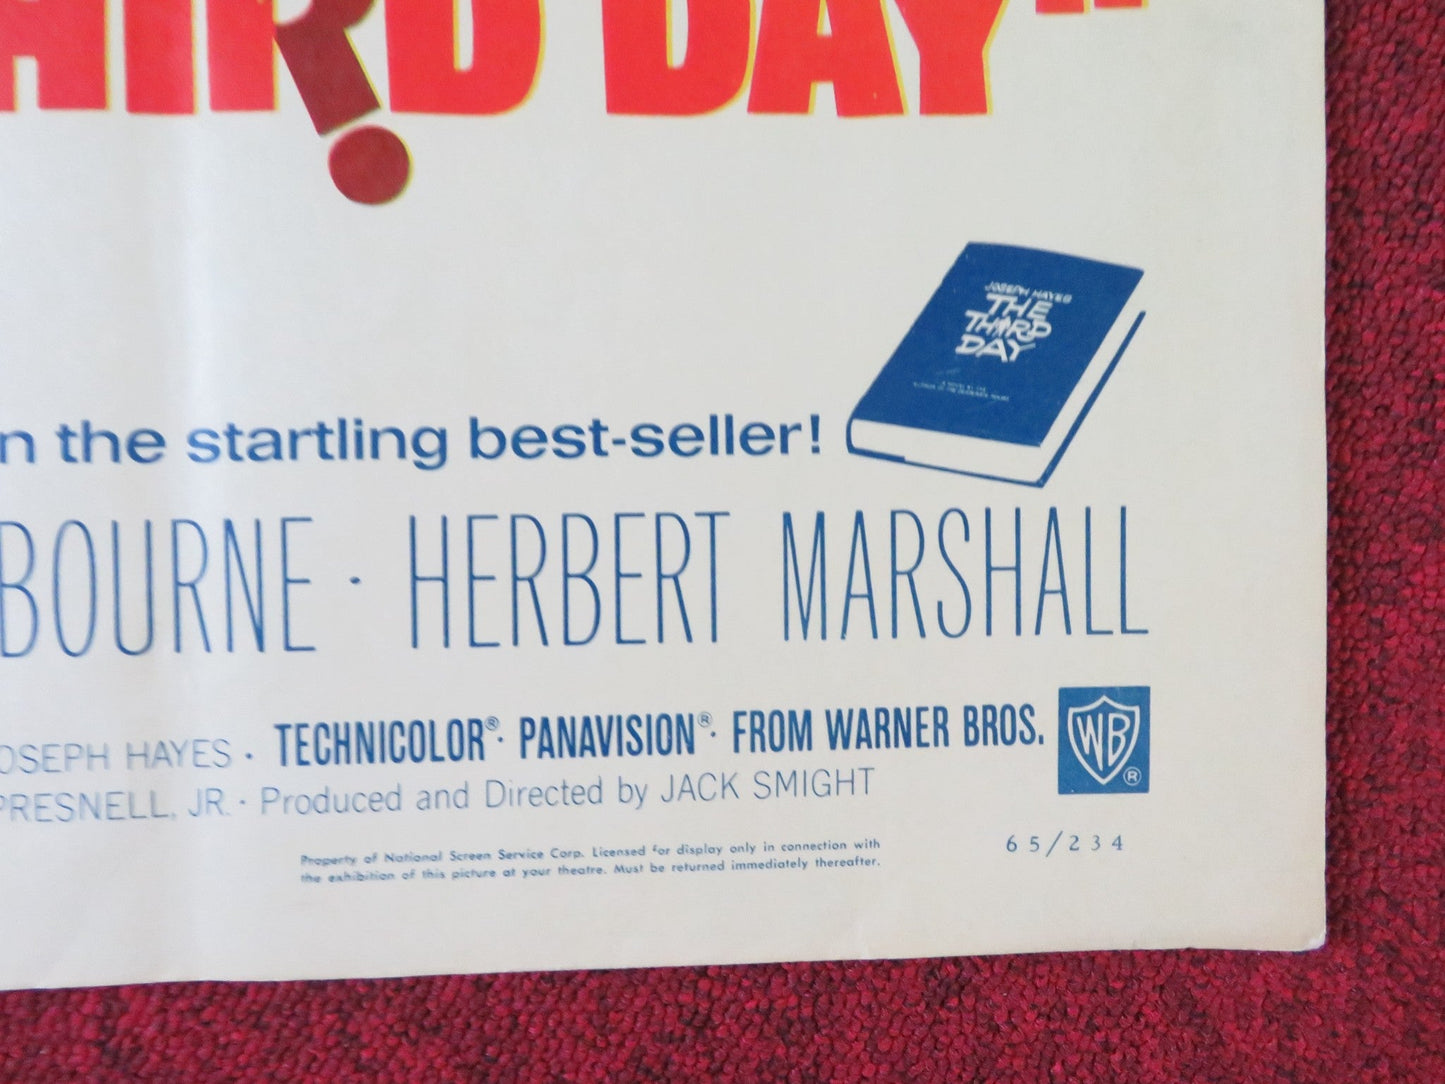 HIRD DAY"
JOSEPH HAYES
THE
THIRD
DAY
n the startling best-seller!
BOURNE · HERBERT MARSHALL
OSEPH HAYES · TECHNICOLOR® · PANAVISION® · FROM WARNER BROS.
WB
®
PRESNELL, JR. · Produced and Directed by JACK SMIGHT
Property of National Screen Service Corp. Licensed for display only in connection with
the exhibition of this picture at your theatre. Must be returned immediately thereafter.
65/234